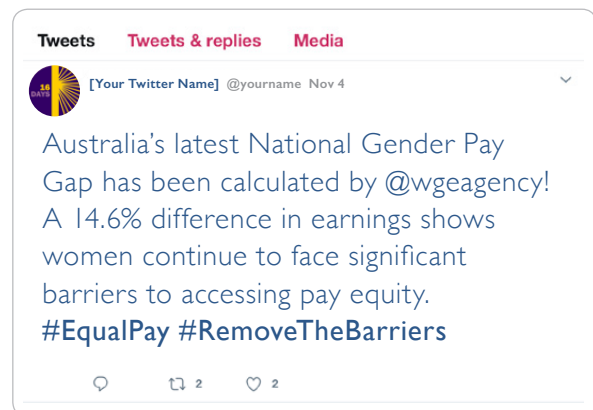 Tweets Tweets & replies Media
16
DAYS
[Your Twitter Name] @yourname Nov 4
Australia’s latest National Gender Pay
Gap has been calculated by @wgeagency!
A 14.6% difference in earnings shows
women continue to face significant
barriers to accessing pay equity.
#EqualPay #RemoveTheBarriers
2 2